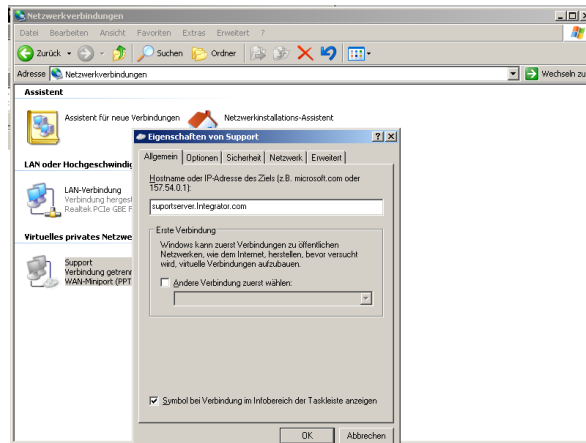 Netzwerkverbindungen
Datei Bearbeiten Ansicht Favoriten Extras Erweitert ?
Zurück Suchen Ordner
Adresse Netzwerkverbindungen Wechseln zu
Assistent
Assistent für neue Verbindungen Netzwerkinstallations-Assistent
Eigenschaften von Support
Allgemein Optionen Sicherheit Netzwerk Erweitert
Hostname oder IP-Adresse des Ziels (z.B. microsoft.com oder
157.54.0.1):
suportserver.Integrator.com
Erste Verbindung
Windows kann zuerst Verbindungen zu öffentlichen
Netzwerken, wie dem Internet, herstellen, bevor versucht
wird, virtuelle Verbindungen aufzubauen.
Andere Verbindung zuerst wählen:
Symbol bei Verbindung im Infobereich der Taskleiste anzeigen
OK Abbrechen
LAN oder Hochgeschwindig
LAN-Verbindung
Verbindung hergest
Realtek PCIe GBE F
Virtuelles privates Netzwe
Support
Verbindung getrenn
WAN-Miniport (PPT